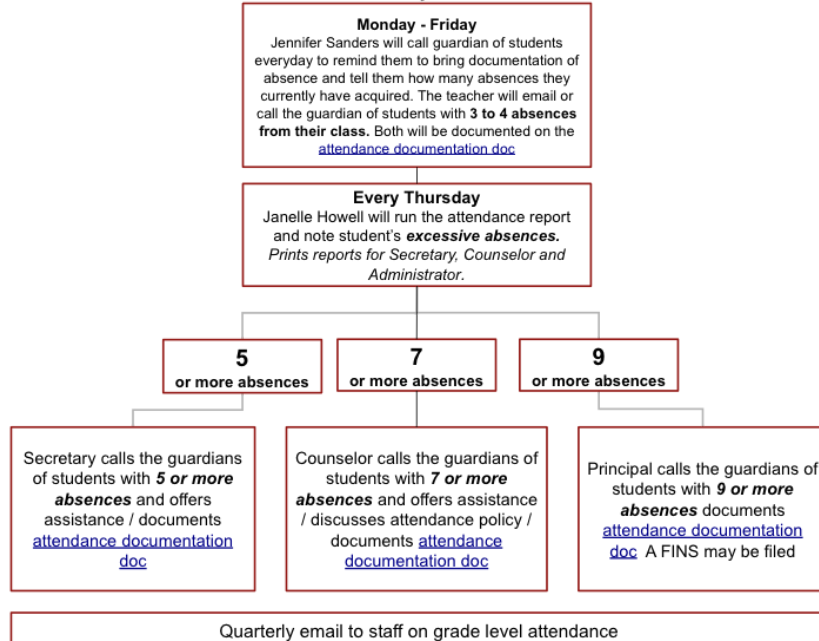 Monday - Friday
Jennifer Sanders will call guardian of students
everyday to remind them to bring documentation of
absence and tell them how many absences they
currently have acquired. The teacher will email or
call the guardian of students with 3 to 4 absences
from their class. Both will be documented on the
attendance documentation doc
Every Thursday
Janelle Howell will run the attendance report
and note student's excessive absences.
Prints reports for Secretary, Counselor and
Administrator.
5
or more absences
7
or more absences
9
or more absences
Secretary calls the guardians
of students with 5 or more
absences and offers
assistance / documents
attendance documentation
doc
Counselor calls the guardians of
students with 7 or more
absences and offers assistance
/ discusses attendance policy /
documents attendance
documentation doc
Principal calls the guardians of
students with 9 or more
absences documents
attendance documentation
doc A FINS may be filed
Quarterly email to staff on grade level attendance